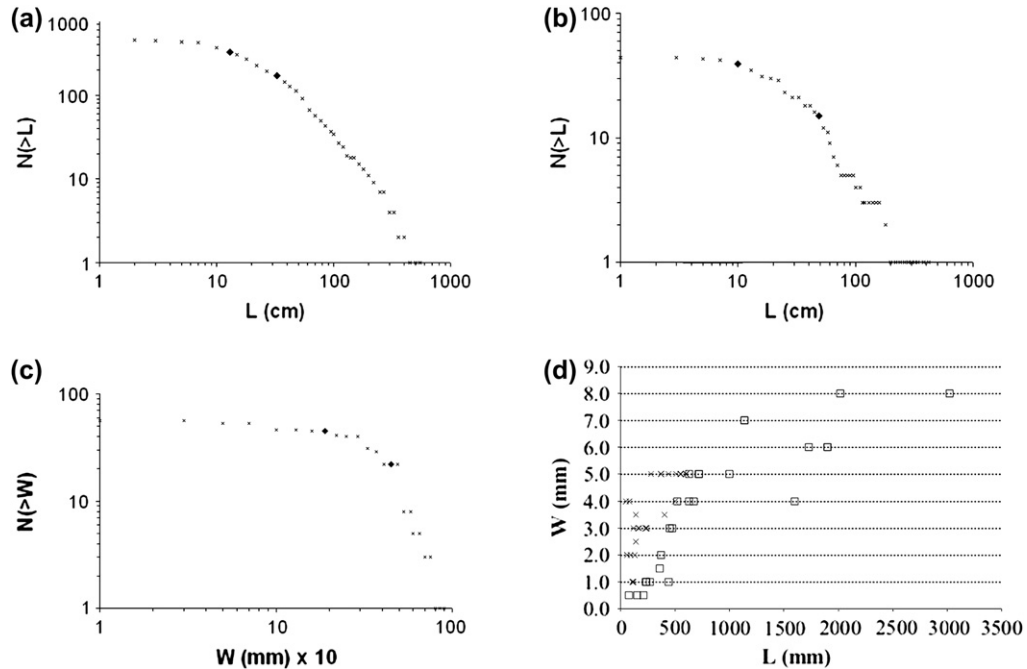 (a)
1000
100
10
1
N(>L)
1 10 100 1000
L (cm)
(b)
100
10
1
N(>L)
1 10 100 1000
L (cm)
(c)
100
10
1
N(>W)
1 10 100
W (mm) x 10
(d)
9.0
8.0
7.0
6.0
5.0
4.0
3.0
2.0
1.0
0.0
W (mm)
0 500 1000 1500 2000 2500 3000 3500
L (mm)